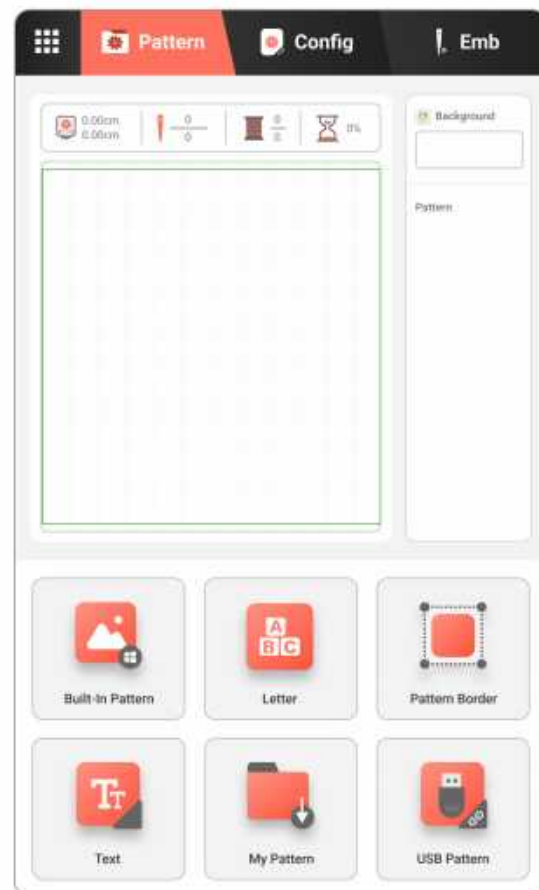 Pattern
Config
Emb
0.00cm
0.00cm
0
0
0
0
0%
Background
Pattern
A
B C
Built-In Pattern
Letter
Pattern Border
TT
Text
My Pattern
USB Pattern